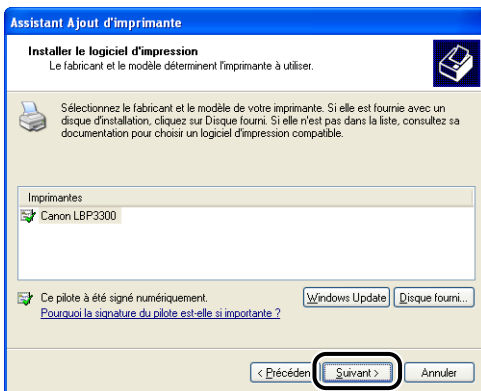 Assistant Ajout d'imprimante
Installer le logiciel d'impression
Le fabricant et le modèle déterminent l'imprimante à utiliser.
Sélectionnez le fabricant et le modèle de votre imprimante. Si elle est fournie avec un
disque d'installation, cliquez sur Disque fourni. Si elle n'est pas dans la liste, consultez sa
documentation pour choisir un logiciel d'impression compatible.
Imprimantes
Canon LBP3300
Ce pilote à été signé numériquement.
Windows Update
Disque fourni...
Pourquoi la signature du pilote est-elle si importante ?
< Précéden
Suivant >
Annuler